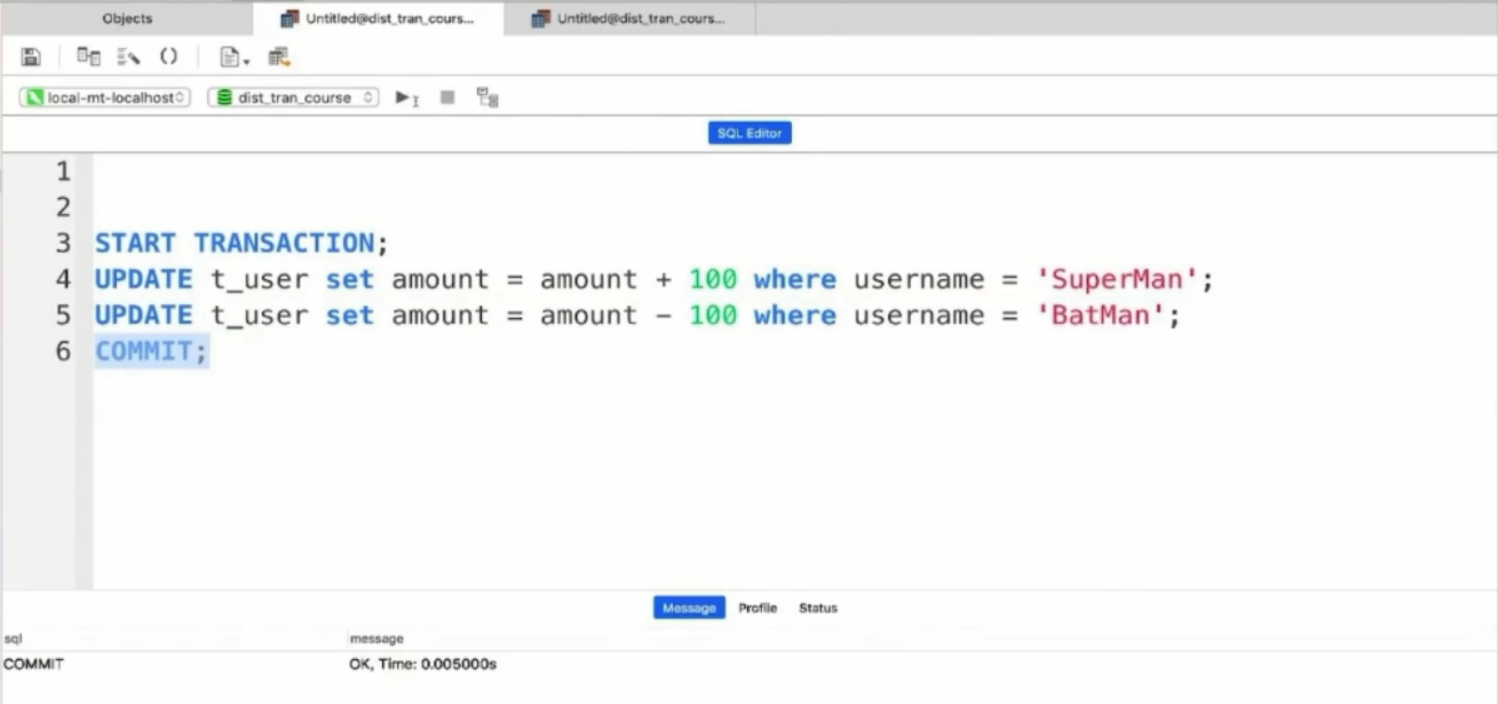 Objects Untitled@dist_tran_cours... Untitled@dist_tran_cours...
local-mt-localhost dist_tran_course
SQL Editor
1
2
3 START TRANSACTION;
4 UPDATE t_user set amount = amount + 100 where username = 'SuperMan';
5 UPDATE t_user set amount = amount - 100 where username = 'BatMan';
6 COMMIT;
Message Profile Status
sql message
COMMIT OK, Time: 0.005000s